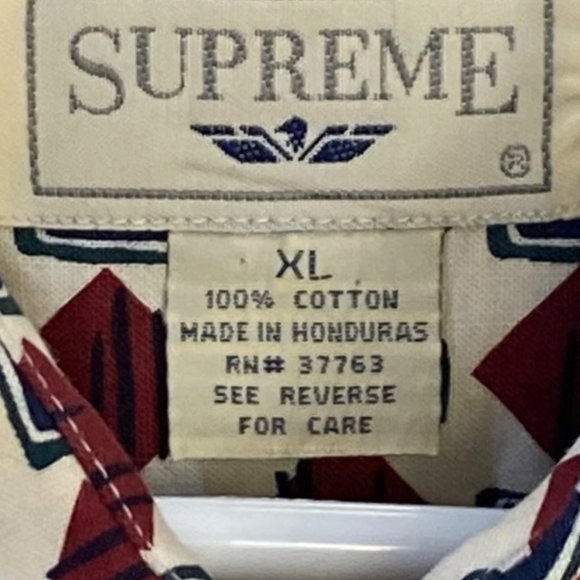 SUPREME
®
XL
100% COTTON
MADE IN HONDURAS
RN# 37763
SEE REVERSE
FOR CARE